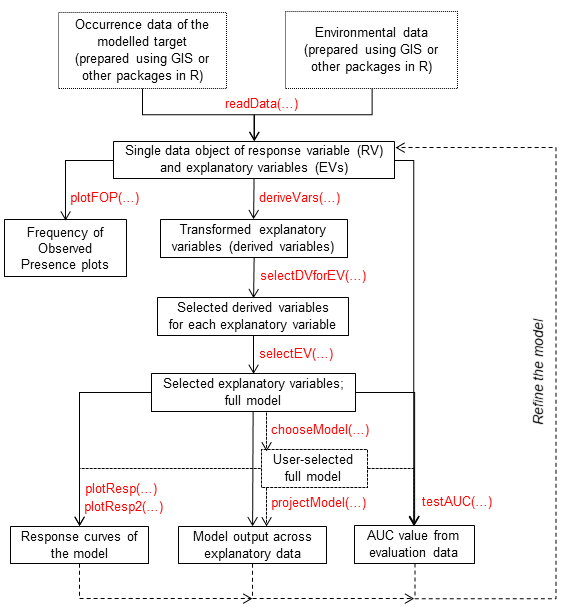 Occurrence data of the
modelled target
(prepared using GIS or
other packages in R)
Environmental data
(prepared using GIS or
other packages in R)
readData(…)
Single data object of response variable (RV)
and explanatory variables (EVs)
plotFOP(…)
deriveVars(…)
Frequency of
Observed
Presence plots
Transformed explanatory
variables (derived variables)
selectDVforEV(…)
Selected derived variables
for each explanatory variable
selectEV(…)
Selected explanatory variables;
full model
chooseModel(…)
User-selected
full model
plotResp(…)
plotResp2(…)
projectModel(…)
testAUC(…)
Response curves of
the model
Model output across
explanatory data
AUC value from
evaluation data
Refine the model